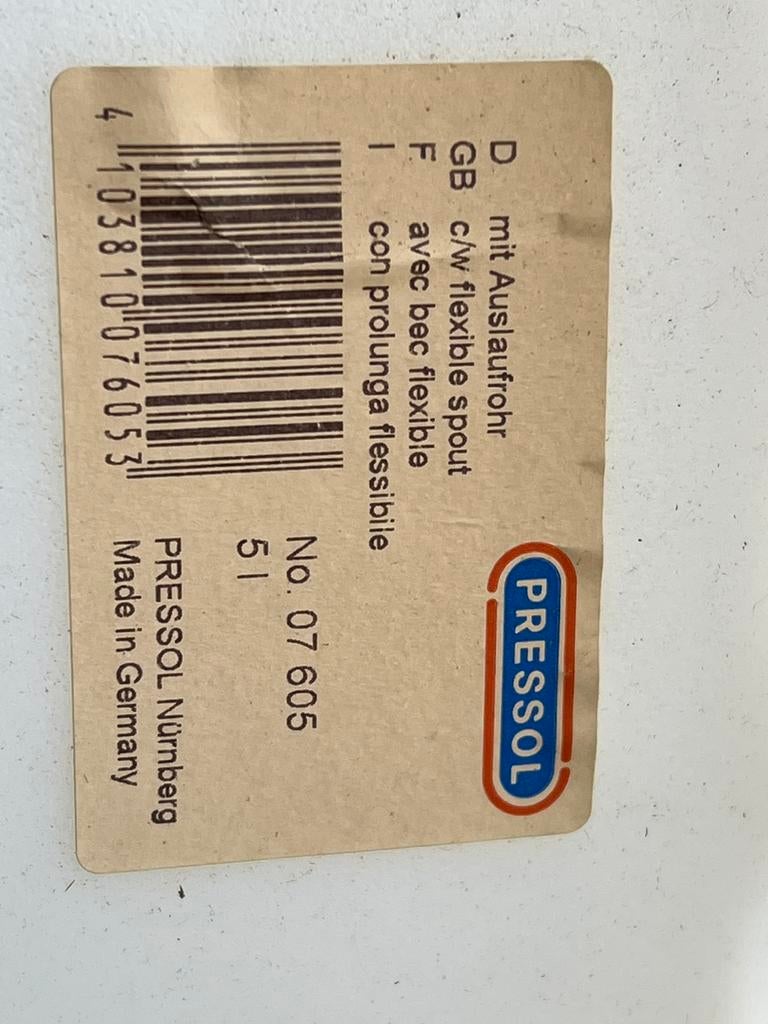 PRESSOL
D mit Auslaufrohr
GB c/w flexible spout
F avec bec flexible
I con prolunga flessibile
No. 07 605
5 l
4 103810 076053
PRESSOL Nürnberg
Made in Germany